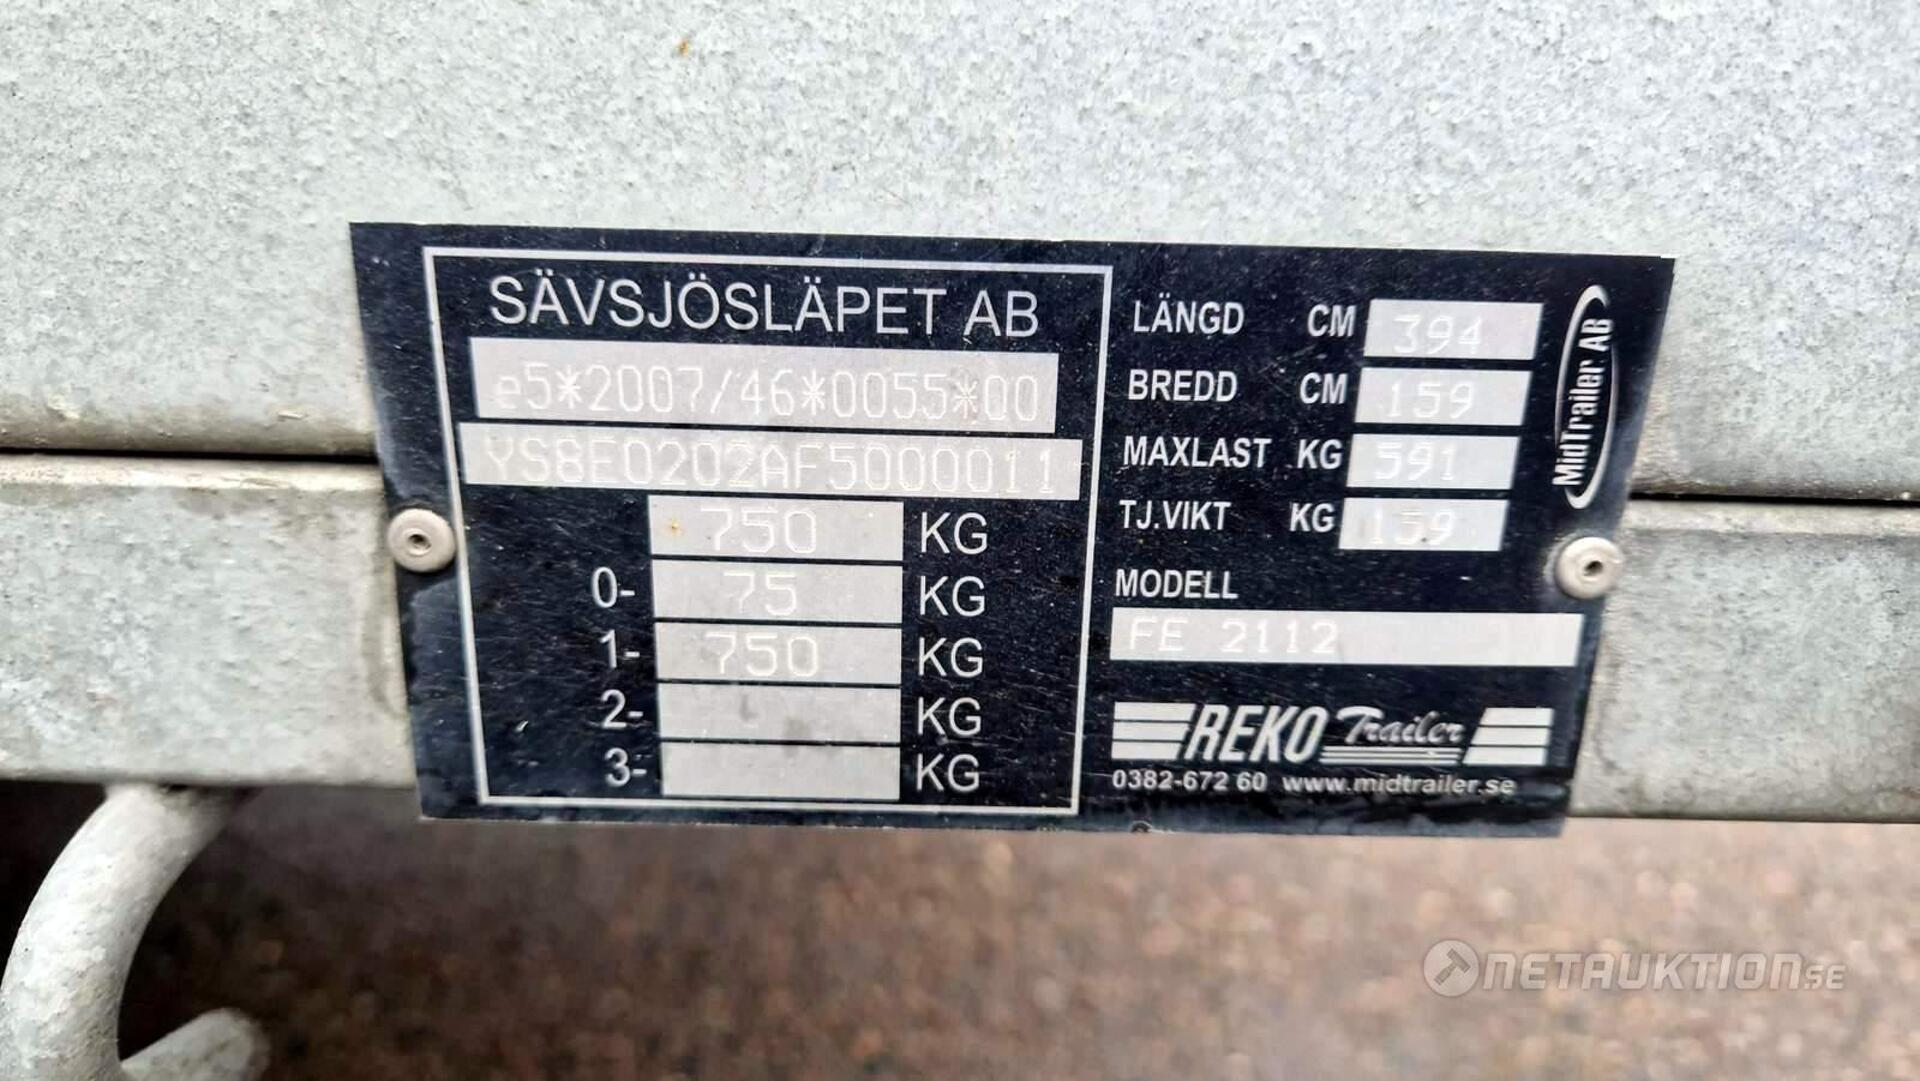 SÄVSJÖSLÄPET AB
e5*2007/46*0055*00
YS8E0202AF5000011
750 KG
0- 75 KG
1- 750 KG
2- KG
3- KG
LÄNGD CM 394
BREDD CM 159
MAXLAST KG 591
TJ.VIKT KG 159
MODELL
FE 2112
REKO Trailer
0382-672 60 www.midtrailer.se
MidTrailer AB
NETAUKTION.SE